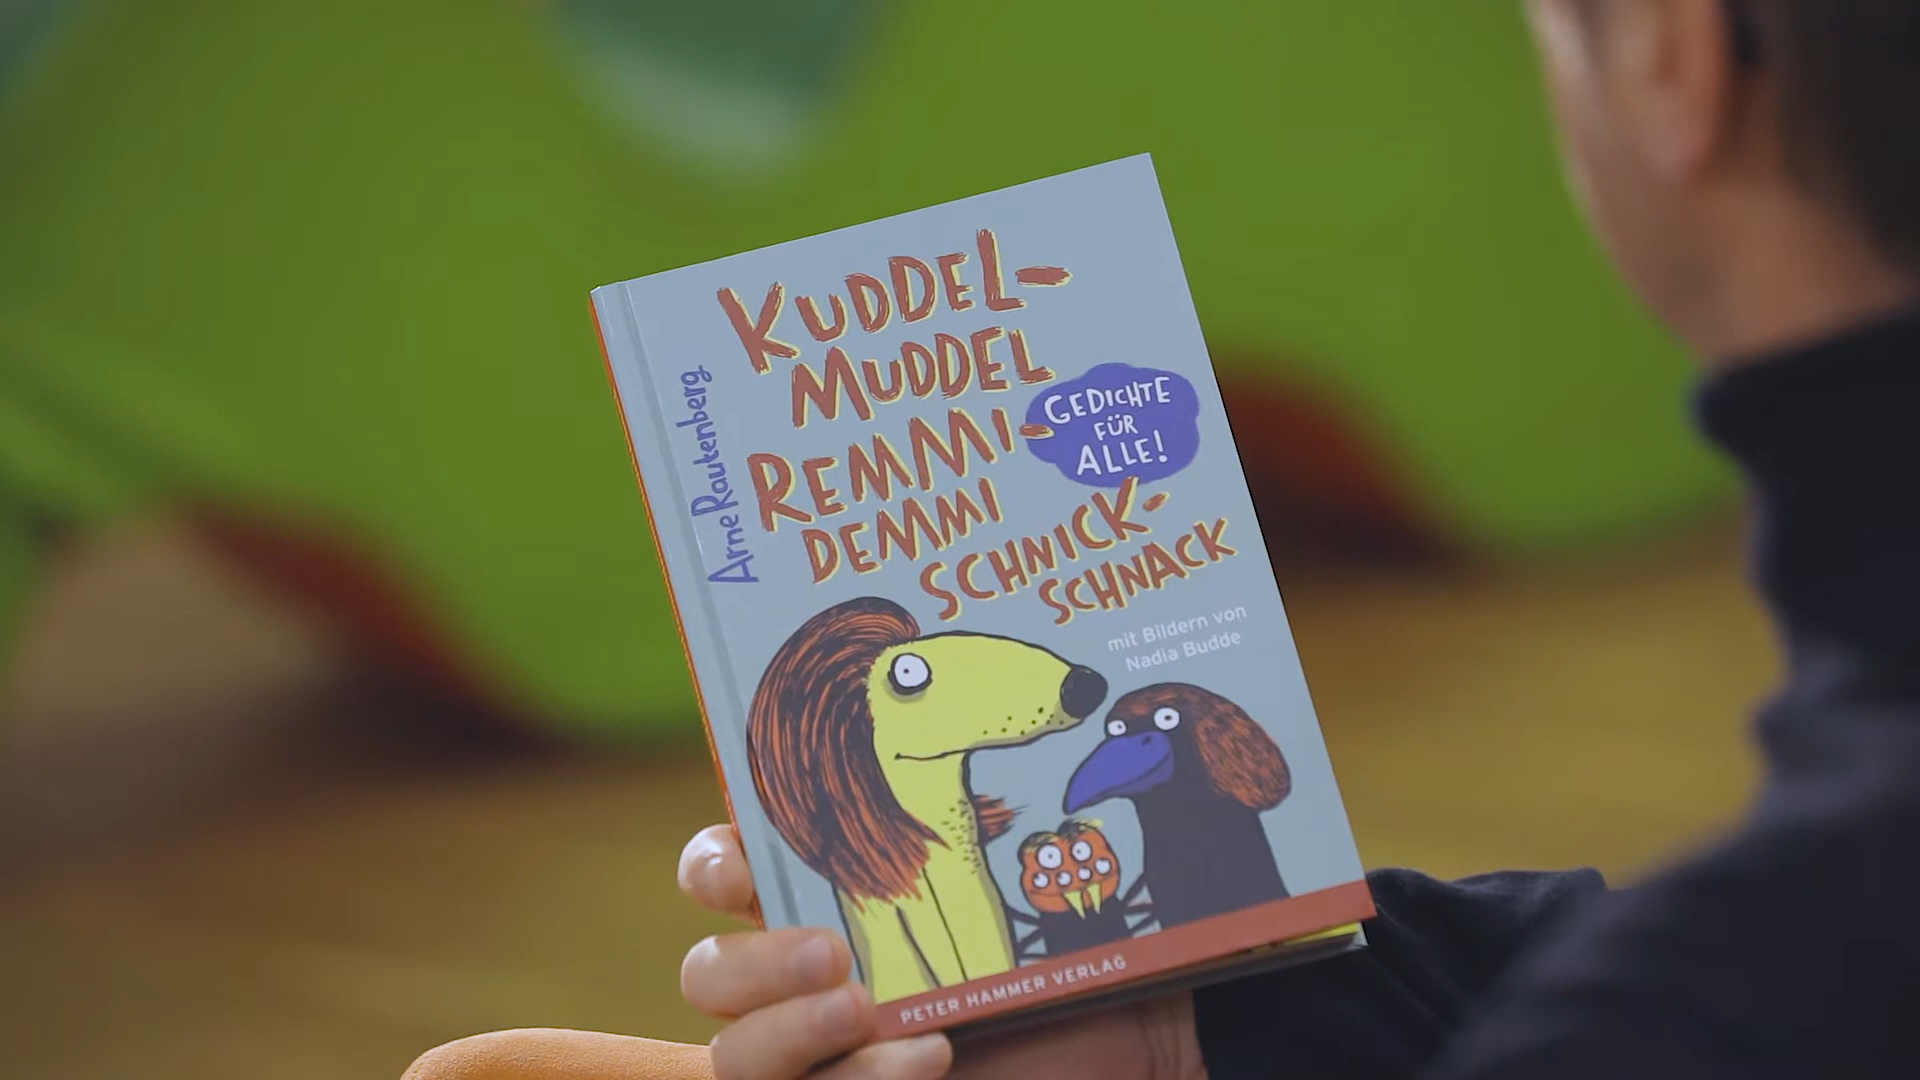 Arne Rautenberg
KUDDEL-
MUDDEL
REMMI-
DEMMI
SCHNICK-
SCHNACK
GEDICHTE
FÜR
ALLE!
mit Bildern von
Nadia Budde
PETER HAMMER VERLAG